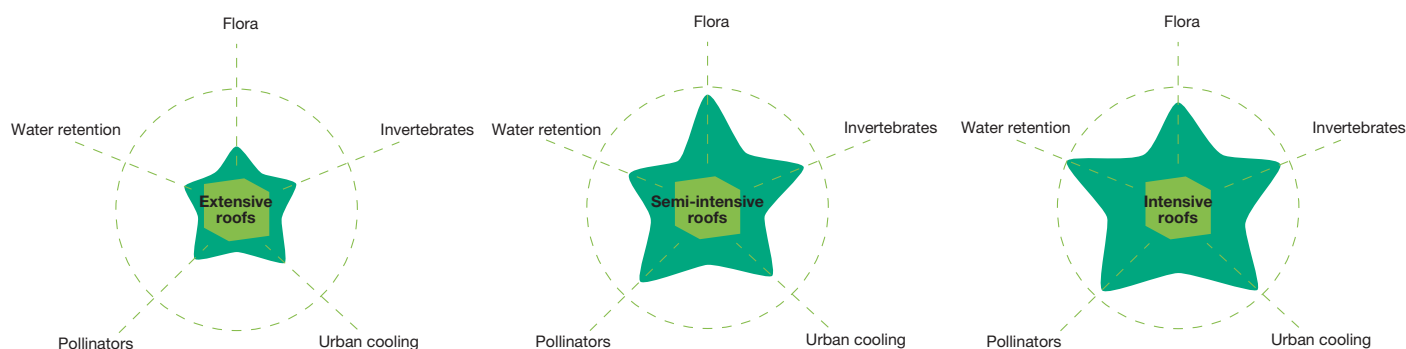 Flora
Water retention
Invertebrates
Extensive
roofs
Pollinators
Urban cooling
Flora
Water retention
Invertebrates
Semi-intensive
roofs
Pollinators
Urban cooling
Flora
Water retention
Invertebrates
Intensive
roofs
Pollinators
Urban cooling